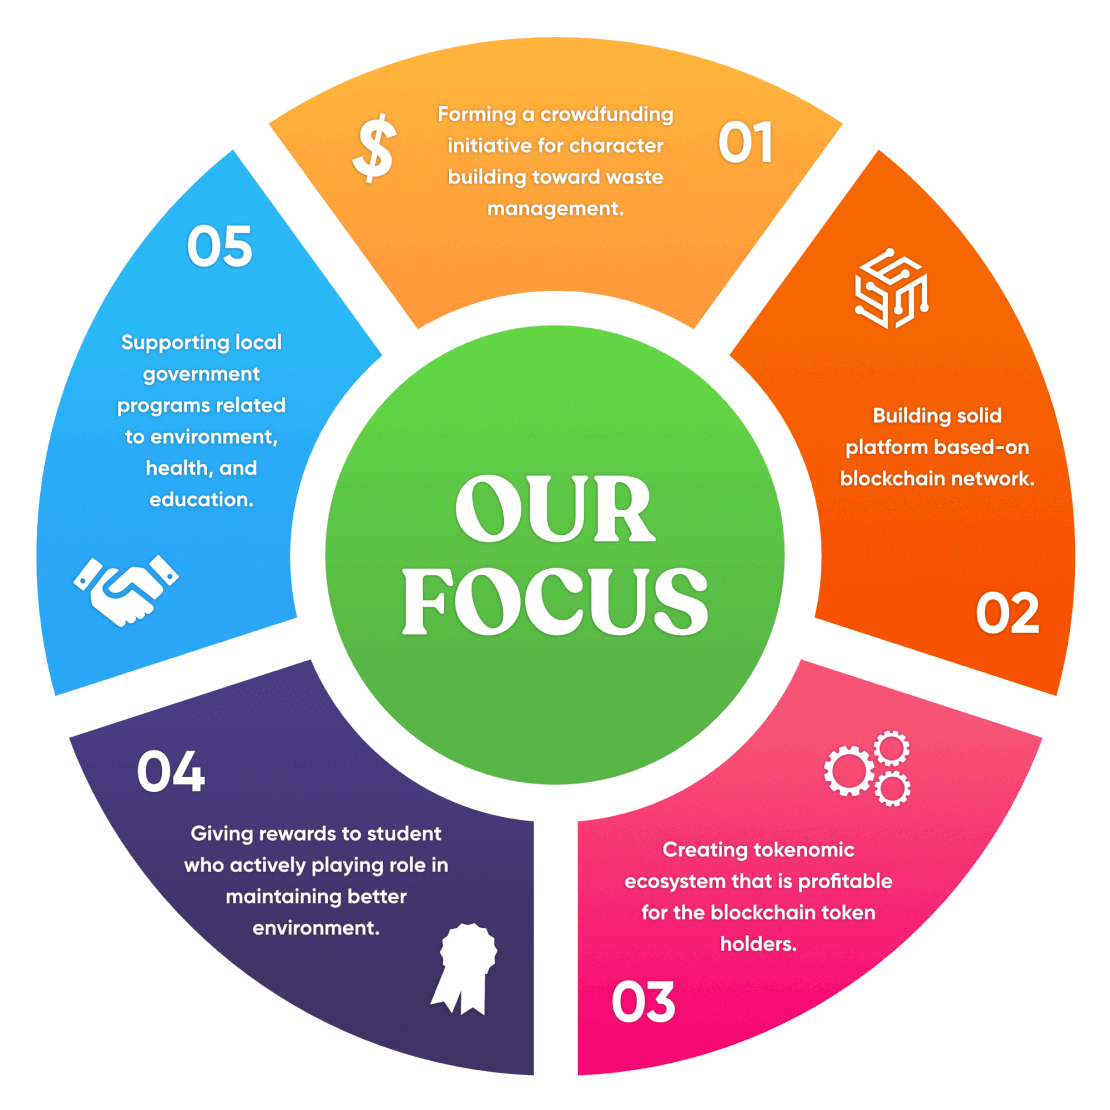 OUR
FOCUS
01
Forming a crowdfunding
initiative for character
building toward waste
management.
02
Building solid
platform based-on
blockchain network.
03
Creating tokenomic
ecosystem that is profitable
for the blockchain token
holders.
04
Giving rewards to student
who actively playing role in
maintaining better
environment.
05
Supporting local
government
programs related
to environment,
health, and
education.
$